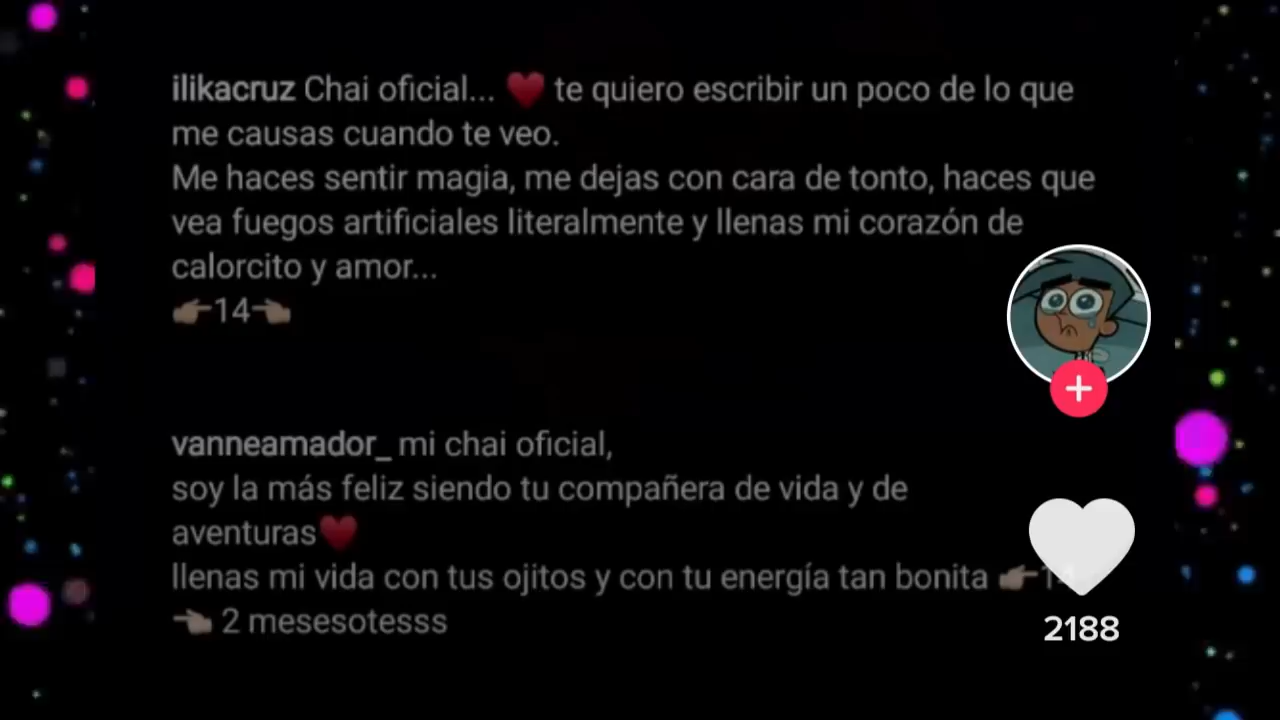 ilikacruz Chai oficial... ♥ te quiero escribir un poco de lo que
me causas cuando te veo.
Me haces sentir magia, me dejas con cara de tonto, haces que
vea fuegos artificiales literalmente y llenas mi corazón de
calorcito y amor...
👉🏽14👈🏽
vanneamador_ mi chai oficial,
soy la más feliz siendo tu compañera de vida y de
aventuras♥
llenas mi vida con tus ojitos y con tu energía tan bonita 👉🏽14
👈🏽 2 mesesotesss
2188